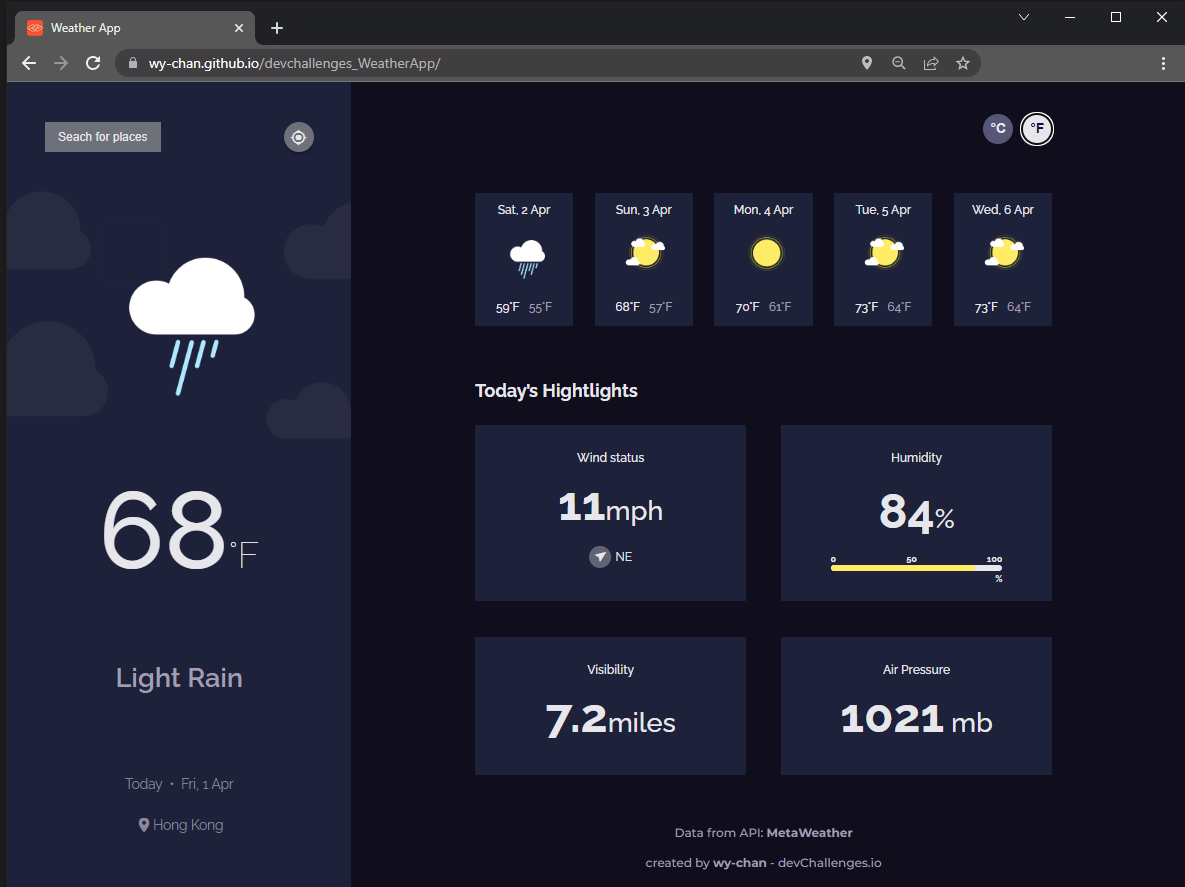 Weather App
wy-chan.github.io/devchallenges_WeatherApp/
Seach for places
68°F
Light Rain
Today • Fri, 1 Apr
Hong Kong
°C °F
Sat, 2 Apr
59°F 55°F
Sun, 3 Apr
68°F 57°F
Mon, 4 Apr
70°F 61°F
Tue, 5 Apr
73°F 64°F
Wed, 6 Apr
73°F 64°F
Today's Hightlights
Wind status
11mph
NE
Humidity
84%
0 50 100
%
Visibility
7.2miles
Air Pressure
1021 mb
Data from API: MetaWeather
created by wy-chan - devChallenges.io